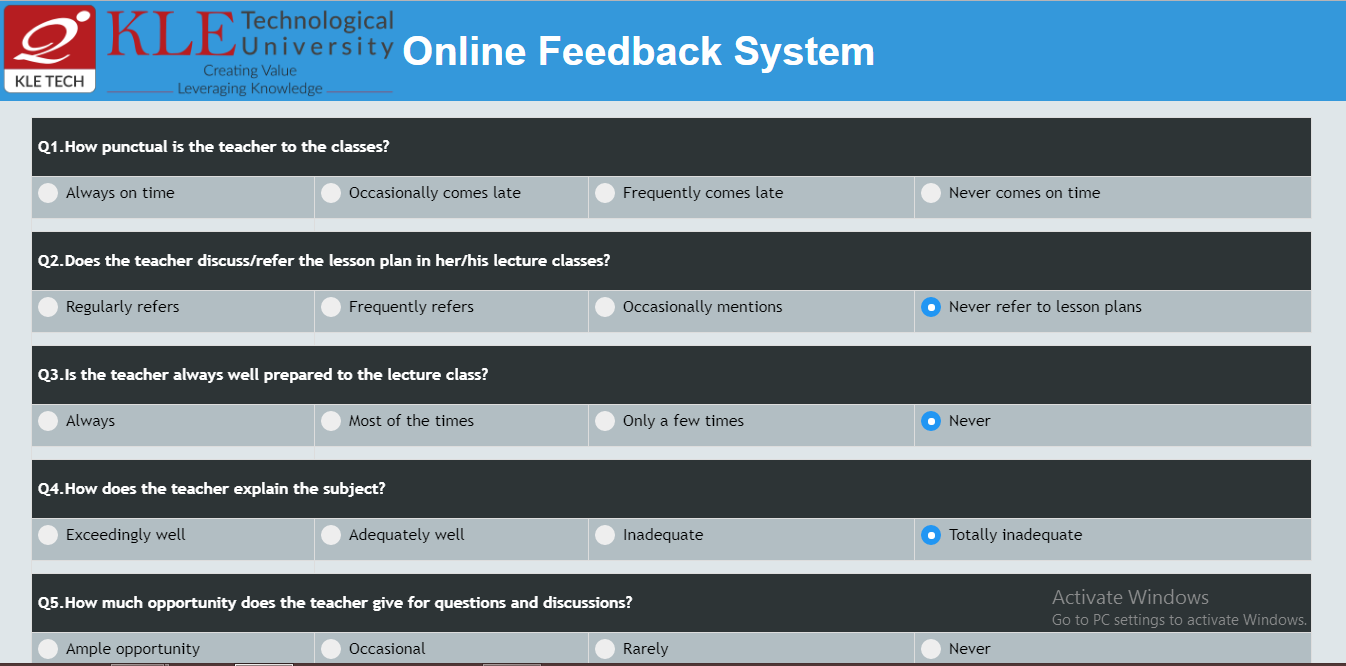 KLE Technological
University
Creating Value
Leveraging Knowledge
KLE TECH
Online Feedback System
Q1.How punctual is the teacher to the classes?
Always on time Occasionally comes late Frequently comes late Never comes on time
Q2.Does the teacher discuss/refer the lesson plan in her/his lecture classes?
Regularly refers Frequently refers Occasionally mentions Never refer to lesson plans
Q3.Is the teacher always well prepared to the lecture class?
Always Most of the times Only a few times Never
Q4.How does the teacher explain the subject?
Exceedingly well Adequately well Inadequate Totally inadequate
Q5.How much opportunity does the teacher give for questions and discussions?
Activate Windows
Go to PC settings to activate Windows.
Ample opportunity Occasional Rarely Never